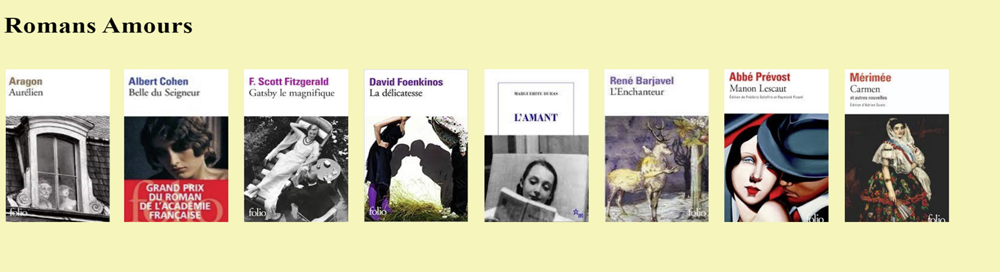 Romans Amours
Aragon
Aurélien
folio
Albert Cohen
Belle du Seigneur
GRAND PRIX
DU ROMAN
DE L'ACADÉMIE
FRANÇAISE
folio
F. Scott Fitzgerald
Gatsby le magnifique
folio
David Foenkinos
La délicatesse
folio
MARGUERITE DURAS
L'AMANT
m
René Barjavel
L'Enchanteur
folio
Abbé Prévost
Manon Lescaut
Édition de Frédéric Deloffre et Raymond Picard
folio
Mérimée
Carmen
et autres nouvelles
Édition d'Adrien Goetz
folio